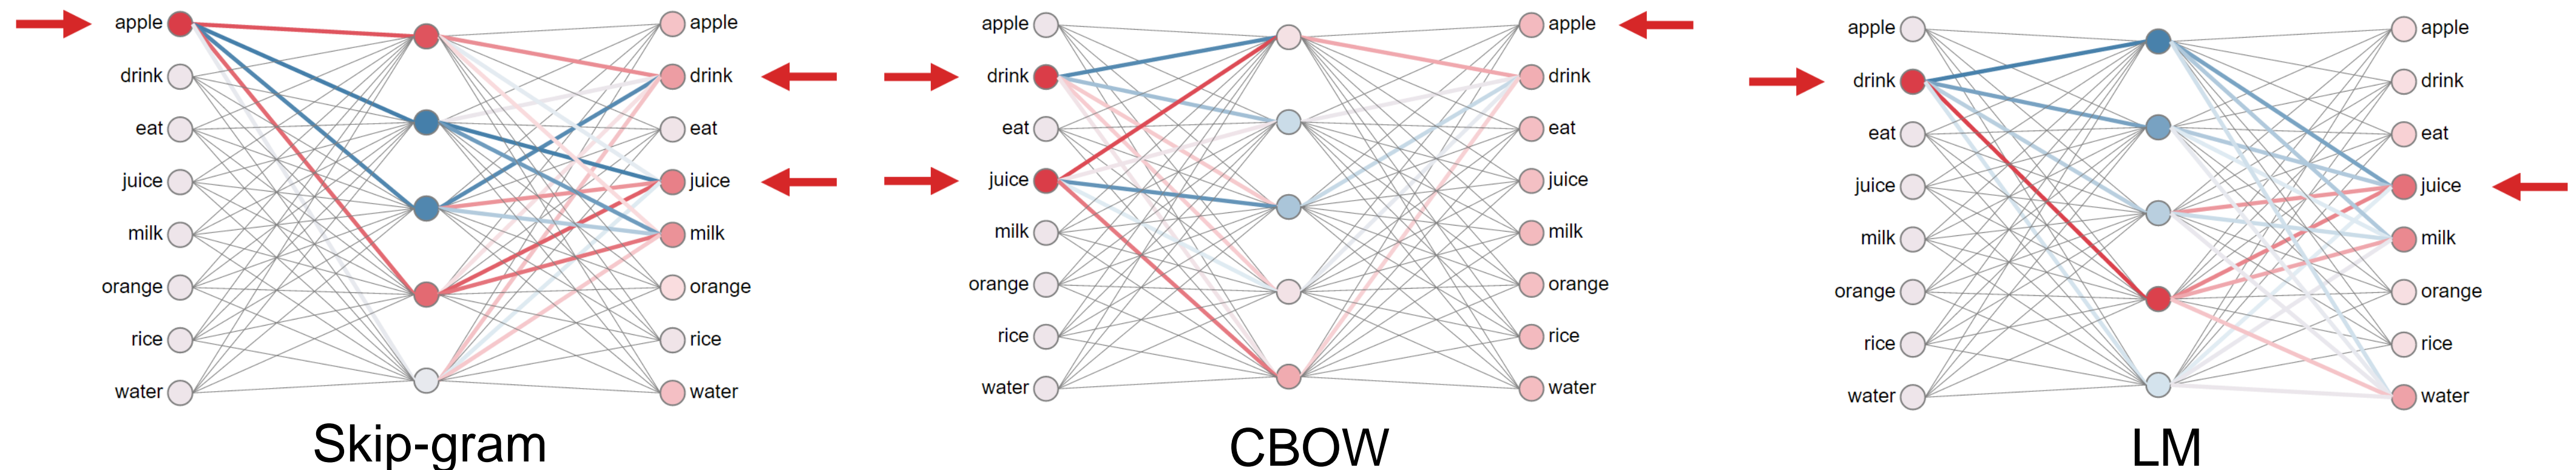 apple
drink
eat
juice
milk
orange
rice
water
apple
drink
eat
juice
milk
orange
rice
water
Skip-gram
apple
drink
eat
juice
milk
orange
rice
water
apple
drink
eat
juice
milk
orange
rice
water
CBOW
apple
drink
eat
juice
milk
orange
rice
water
apple
drink
eat
juice
milk
orange
rice
water
LM